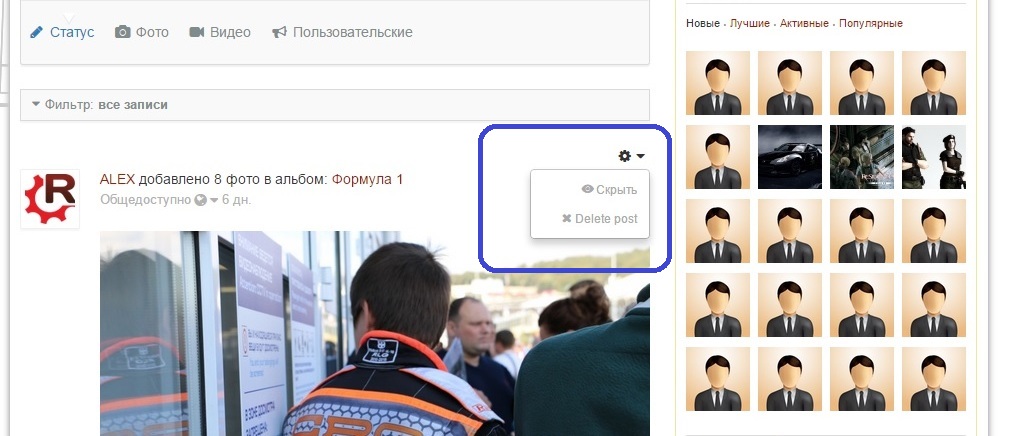 Статус Фото Видео Пользовательские
Фильтр: все записи
ALEX добавлено 8 фото в альбом: Формула 1
Общедоступно 6 дн.
Скрыть
Delete post
R
XLG
Новые . Лучшие . Активные . Популярные